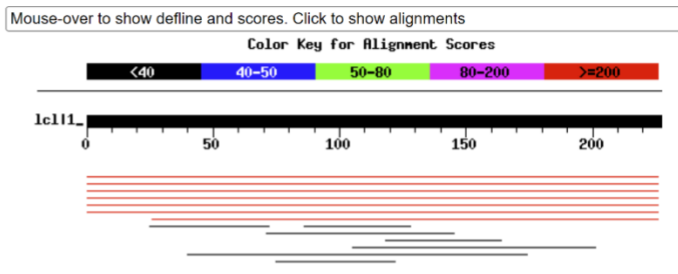 Mouse-over to show defline and scores. Click to show alignments
Color Key for Alignment Scores
<40 40-50 50-80 80-200 >=200
lcl|1_
0 50 100 150 200